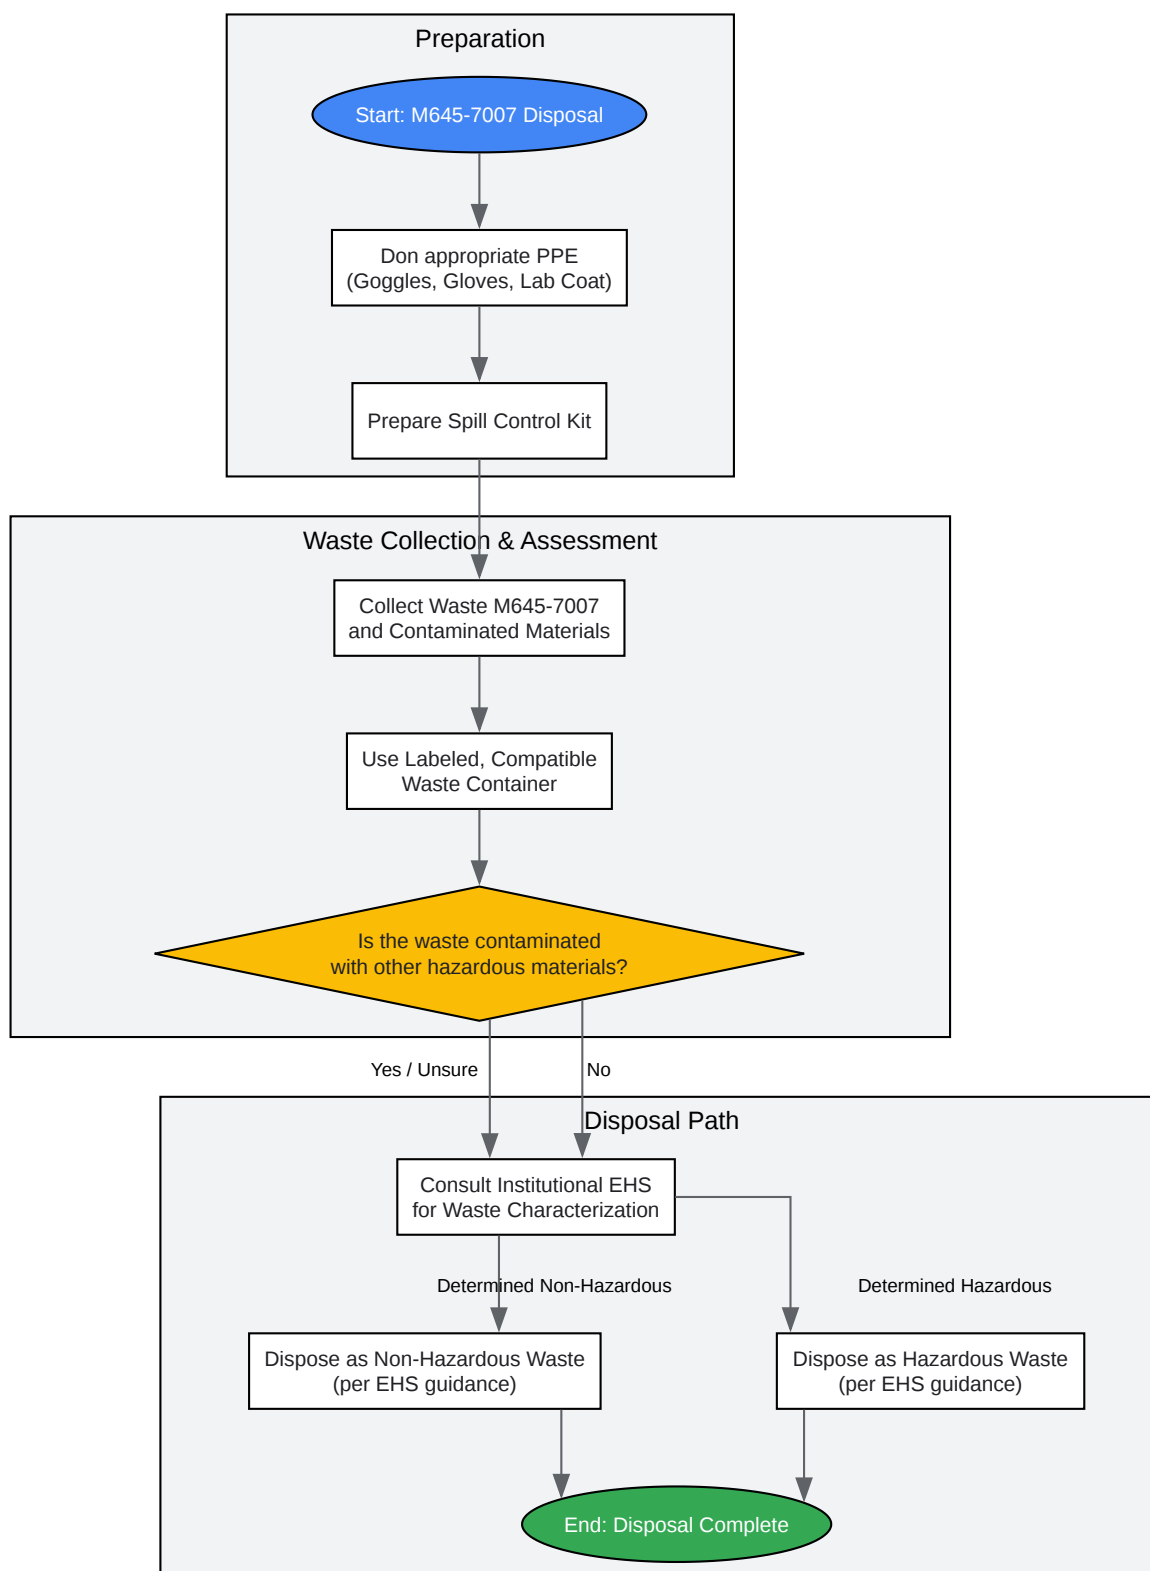 Preparation
Start: M645-7007 Disposal
Don appropriate PPE
(Goggles, Gloves, Lab Coat)
Prepare Spill Control Kit
Waste Collection & Assessment
Collect Waste M645-7007
and Contaminated Materials
Use Labeled, Compatible
Waste Container
Is the waste contaminated
with other hazardous materials?
Yes / Unsure
No
Disposal Path
Consult Institutional EHS
for Waste Characterization
Determined Non-Hazardous
Determined Hazardous
Dispose as Non-Hazardous Waste
(per EHS guidance)
Dispose as Hazardous Waste
(per EHS guidance)
End: Disposal Complete